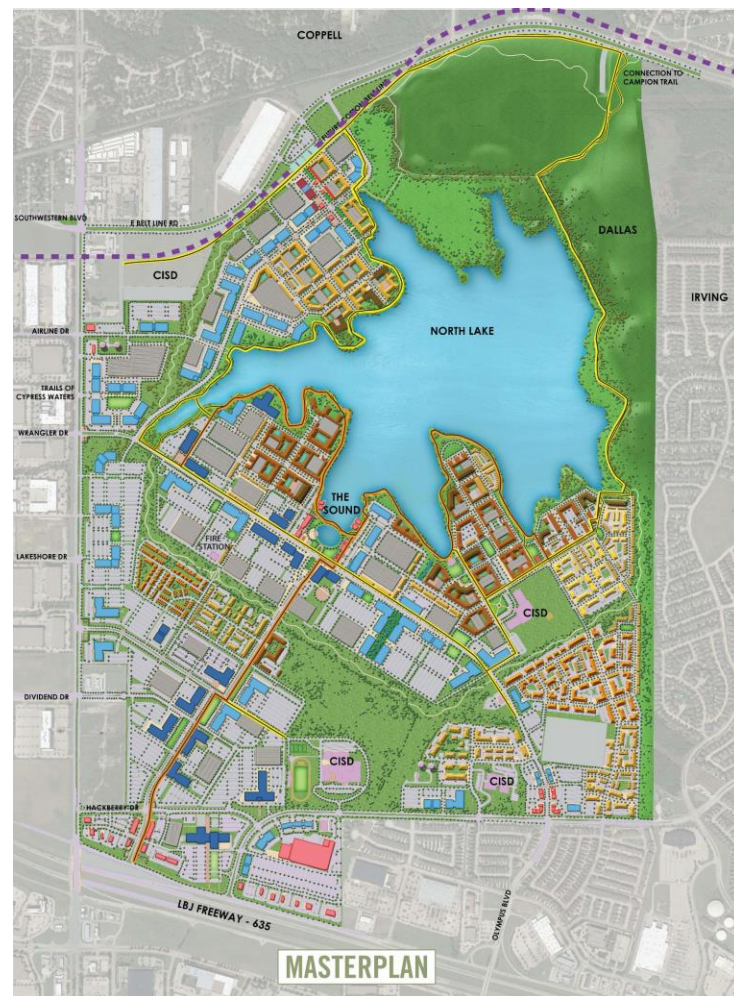 COPPELL
CONNECTION TO
CAMPION TRAIL
SOUTHWESTERN BLVD
E BELT LINE RD
DALLAS
CISD
IRVING
AIRLINE DR
NORTH LAKE
TRAILS OF
CYPRESS WATERS
WRANGLER DR
THE
SOUND
FIRE
STATION
LAKESHORE DR
CISD
DIVIDEND DR
CISD
CISD
HACKBERRY DR
LBJ FREEWAY - 635
OLYMPUS BLVD
MASTERPLAN